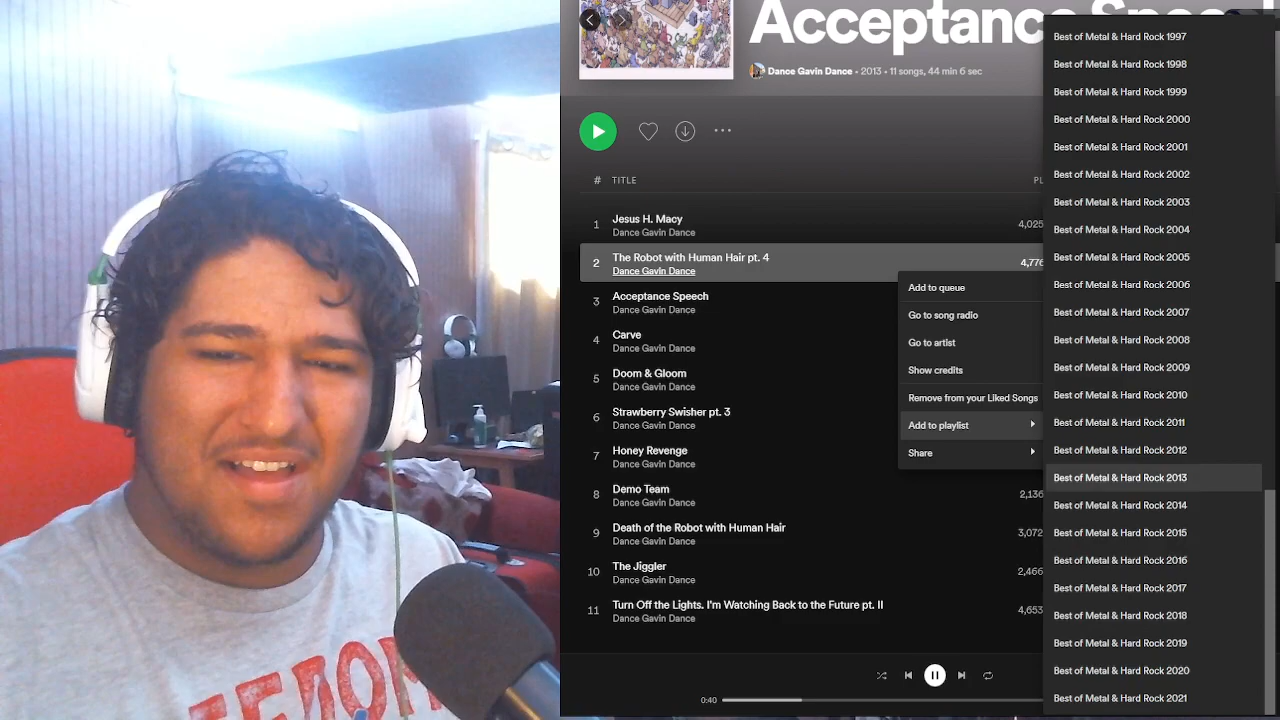 Acceptance Speech
Dance Gavin Dance • 2013 • 11 songs, 44 min 6 sec
# TITLE
1 Jesus H. Macy
Dance Gavin Dance
4,025
2 The Robot with Human Hair pt. 4
Dance Gavin Dance
4,776
3 Acceptance Speech
Dance Gavin Dance
4 Carve
Dance Gavin Dance
5 Doom & Gloom
Dance Gavin Dance
6 Strawberry Swisher pt. 3
Dance Gavin Dance
7 Honey Revenge
Dance Gavin Dance
8 Demo Team
Dance Gavin Dance
2,136
9 Death of the Robot with Human Hair
Dance Gavin Dance
3,072
10 The Jiggler
Dance Gavin Dance
2,466
11 Turn Off the Lights. I'm Watching Back to the Future pt. II
Dance Gavin Dance
4,653
0:40
Add to queue
Go to song radio
Go to artist
Show credits
Remove from your Liked Songs
Add to playlist
Share
Best of Metal & Hard Rock 1997
Best of Metal & Hard Rock 1998
Best of Metal & Hard Rock 1999
Best of Metal & Hard Rock 2000
Best of Metal & Hard Rock 2001
Best of Metal & Hard Rock 2002
Best of Metal & Hard Rock 2003
Best of Metal & Hard Rock 2004
Best of Metal & Hard Rock 2005
Best of Metal & Hard Rock 2006
Best of Metal & Hard Rock 2007
Best of Metal & Hard Rock 2008
Best of Metal & Hard Rock 2009
Best of Metal & Hard Rock 2010
Best of Metal & Hard Rock 2011
Best of Metal & Hard Rock 2012
Best of Metal & Hard Rock 2013
Best of Metal & Hard Rock 2014
Best of Metal & Hard Rock 2015
Best of Metal & Hard Rock 2016
Best of Metal & Hard Rock 2017
Best of Metal & Hard Rock 2018
Best of Metal & Hard Rock 2019
Best of Metal & Hard Rock 2020
Best of Metal & Hard Rock 2021